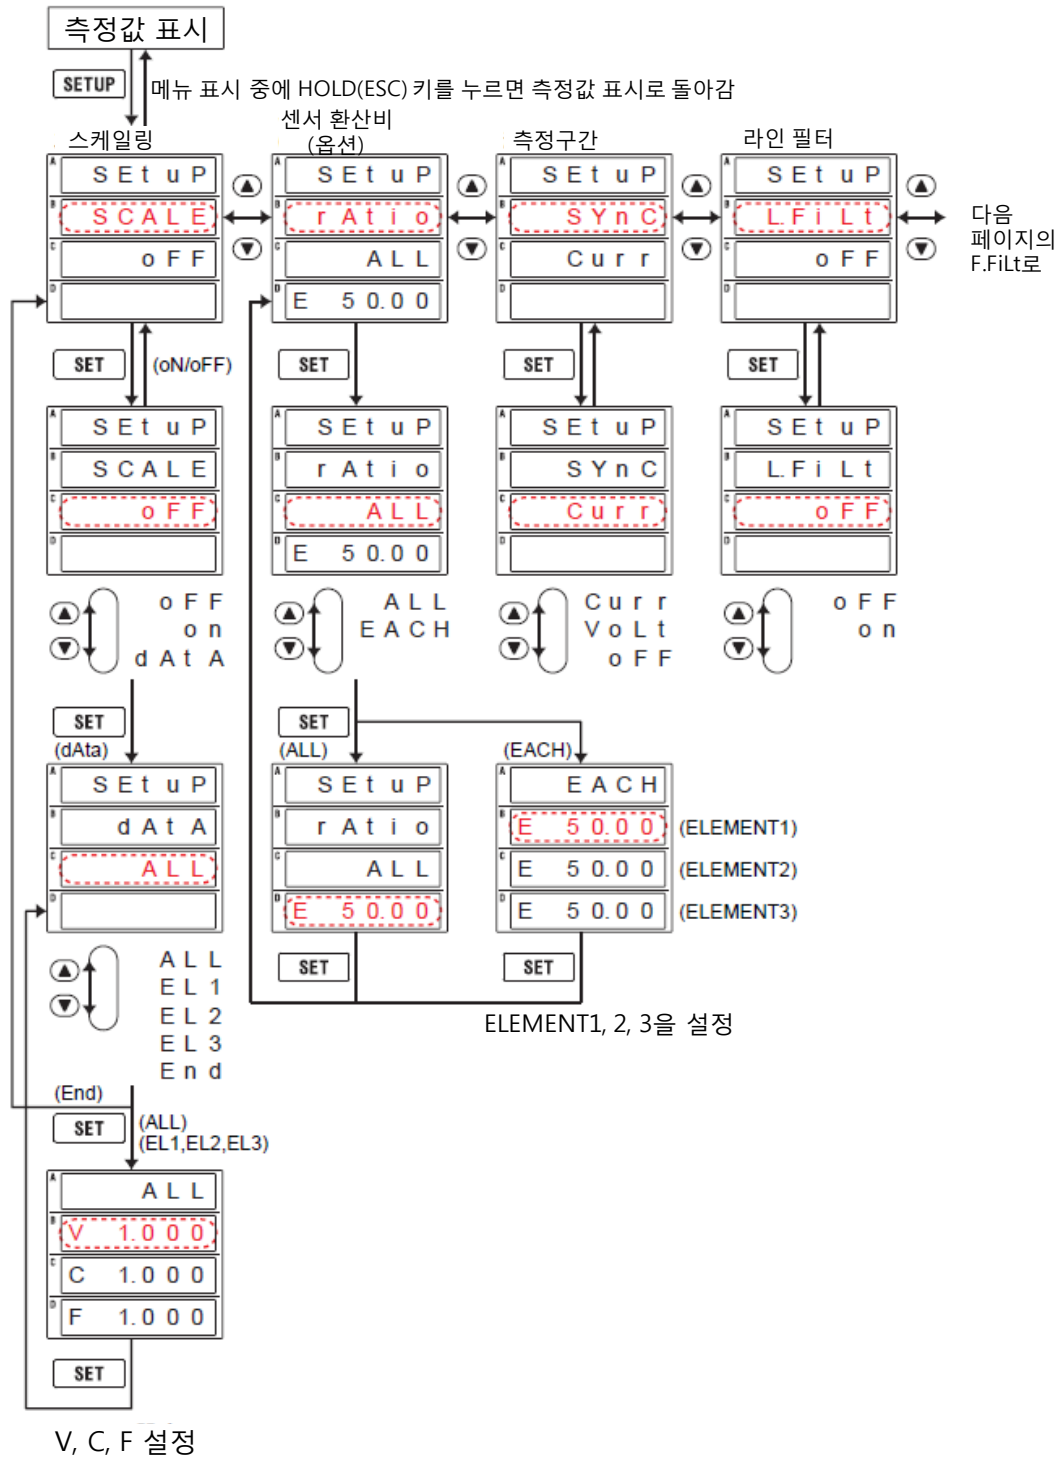 측정값 표시
SETUP
메뉴 표시 중에 HOLD(ESC) 키를 누르면 측정값 표시로 돌아감
스케일링
센서 환산비
(옵션)
측정구간
라인 필터
A SEtuP
B SCALE
C oFF
D
A SEtuP
B rAtio
C ALL
D E 50.00
A SEtuP
B SYnC
C Curr
D
A SEtuP
B L.FiLt
C oFF
D
다음
페이지의
F.FiLt로
SET
(oN/oFF)
SET
SET
SET
A SEtuP
B SCALE
C oFF
D
A SEtuP
B rAtio
C ALL
D E 50.00
A SEtuP
B SYnC
C Curr
D
A SEtuP
B L.FiLt
C oFF
D
oFF
on
dAtA
ALL
EACH
Curr
VoLt
oFF
oFF
on
SET
(dAta)
SET
(ALL)
(EACH)
A SEtuP
B dAtA
C ALL
D
A SEtuP
B rAtio
C ALL
D E 50.00
A EACH
B E 50.00 (ELEMENT1)
C E 50.00 (ELEMENT2)
D E 50.00 (ELEMENT3)
ALL
EL1
EL2
EL3
End
SET
SET
ELEMENT1, 2, 3을 설정
(End)
SET
(ALL)
(EL1,EL2,EL3)
A ALL
B V 1.000
C C 1.000
D F 1.000
SET
V, C, F 설정